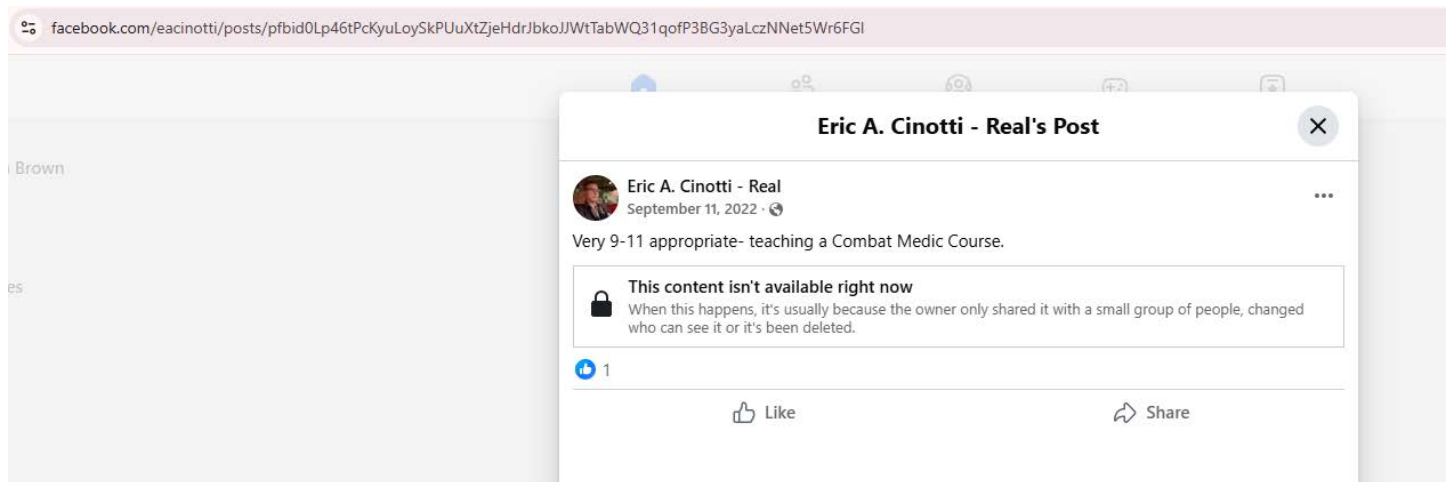 facebook.com/eacinotti/posts/pfbid0Lp46tPcKyuLoySkPUuXtZjeHdrJbkoJJWtTabWQ31qofP3BG3yaLczNNet5Wr6FGl
Eric A. Cinotti - Real's Post
Brown
Eric A. Cinotti - Real
September 11, 2022 ·
Very 9-11 appropriate- teaching a Combat Medic Course.
es
This content isn't available right now
When this happens, it's usually because the owner only shared it with a small group of people, changed
who can see it or it's been deleted.
1
Like Share